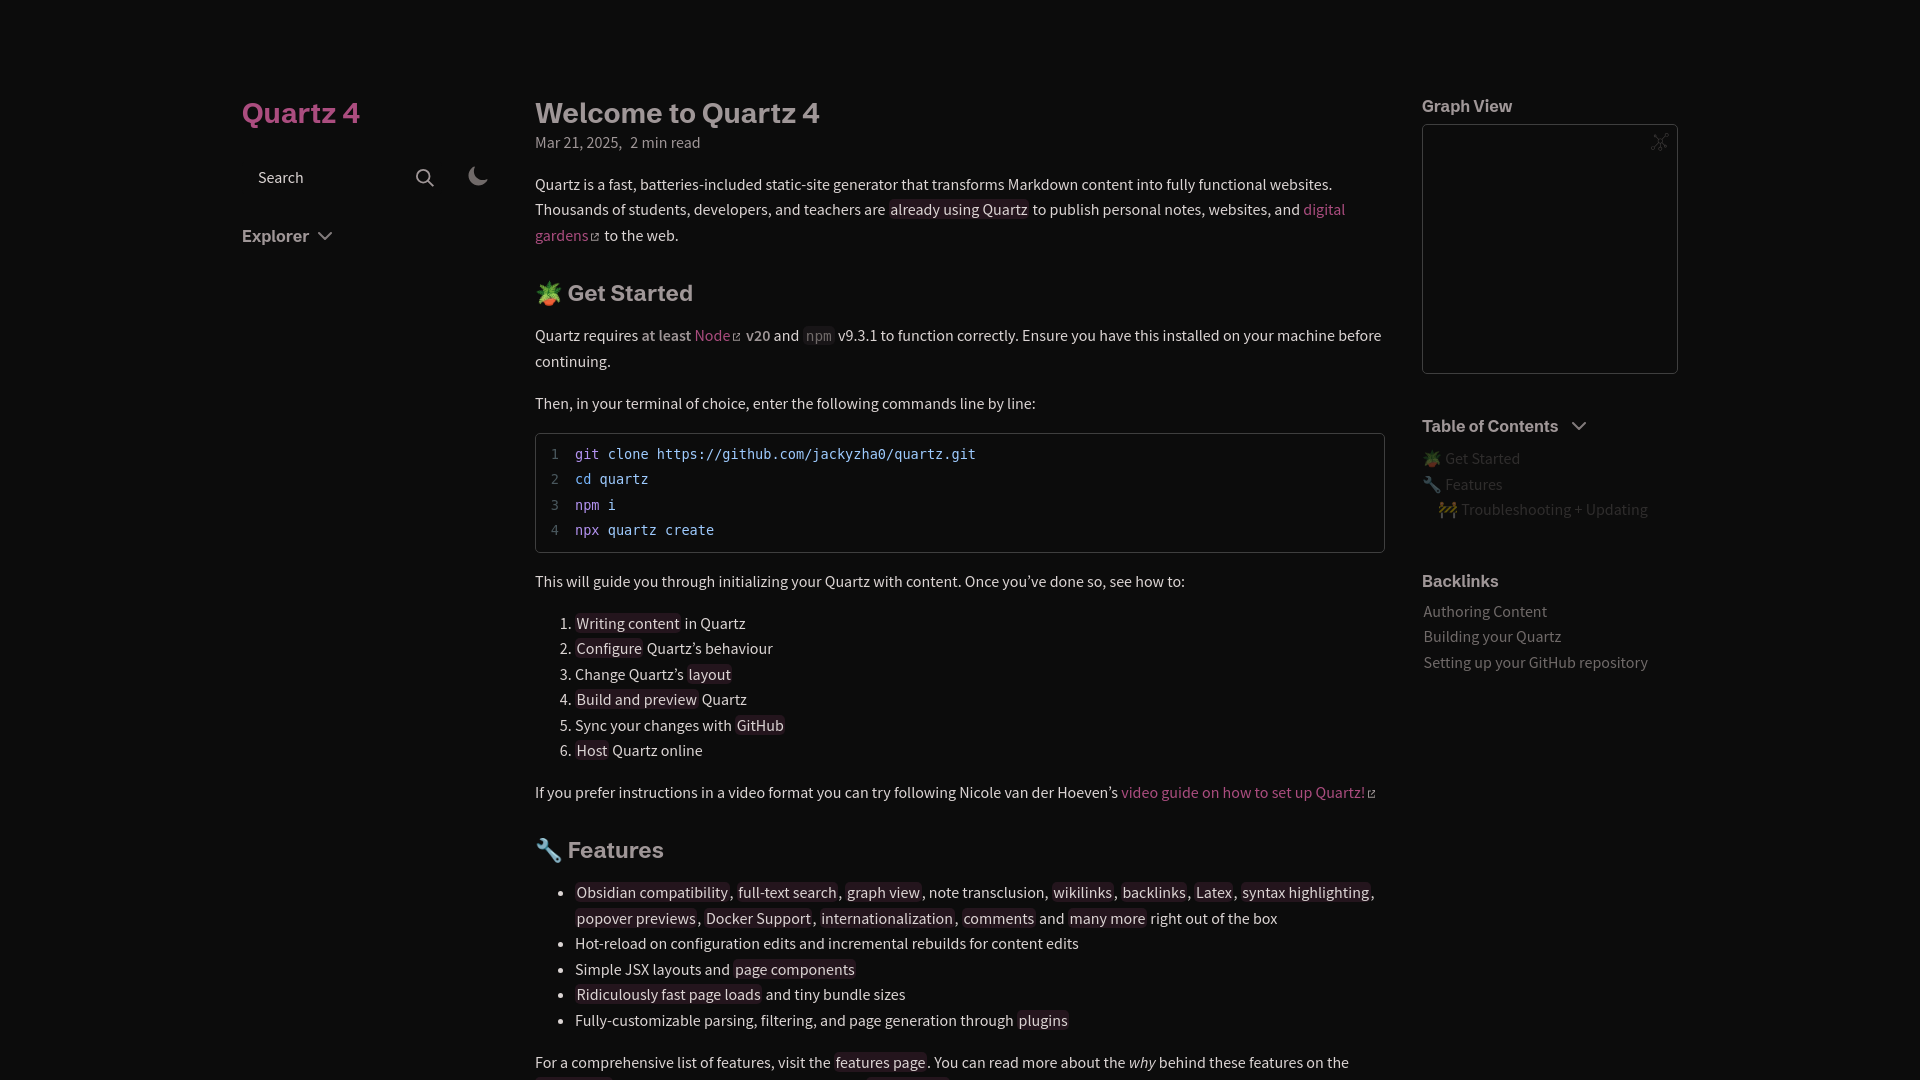 Quartz 4
Search
Explorer
Welcome to Quartz 4
Mar 21, 2025, 2 min read
Quartz is a fast, batteries-included static-site generator that transforms Markdown content into fully functional websites.
Thousands of students, developers, and teachers are already using Quartz to publish personal notes, websites, and digital
gardens to the web.
🪴 Get Started
Quartz requires at least Node v20 and npm v9.3.1 to function correctly. Ensure you have this installed on your machine before
continuing.
Then, in your terminal of choice, enter the following commands line by line:
1 git clone https://github.com/jackyzha0/quartz.git
2 cd quartz
3 npm i
4 npx quartz create
This will guide you through initializing your Quartz with content. Once you’ve done so, see how to:
1. Writing content in Quartz
2. Configure Quartz’s behaviour
3. Change Quartz’s layout
4. Build and preview Quartz
5. Sync your changes with GitHub
6. Host Quartz online
If you prefer instructions in a video format you can try following Nicole van der Hoeven’s video guide on how to set up Quartz!
🔧 Features
• Obsidian compatibility, full-text search, graph view, note transclusion, wikilinks, backlinks, Latex, syntax highlighting,
popover previews, Docker Support, internationalization, comments and many more right out of the box
• Hot-reload on configuration edits and incremental rebuilds for content edits
• Simple JSX layouts and page components
• Ridiculously fast page loads and tiny bundle sizes
• Fully-customizable parsing, filtering, and page generation through plugins
For a comprehensive list of features, visit the features page. You can read more about the why behind these features on the
Graph View
Table of Contents
🪴 Get Started
🔧 Features
🚧 Troubleshooting + Updating
Backlinks
Authoring Content
Building your Quartz
Setting up your GitHub repository